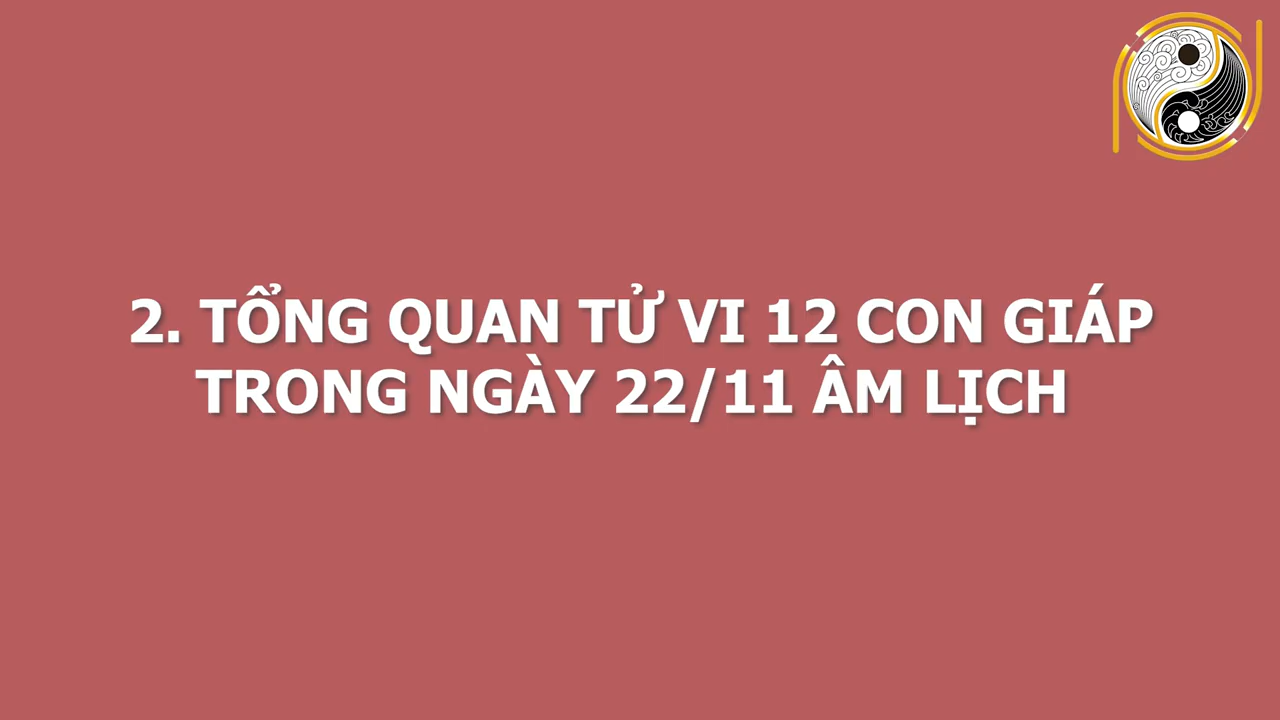 2. TỔNG QUAN TỬ VI 12 CON GIÁP
TRONG NGÀY 22/11 ÂM LỊCH